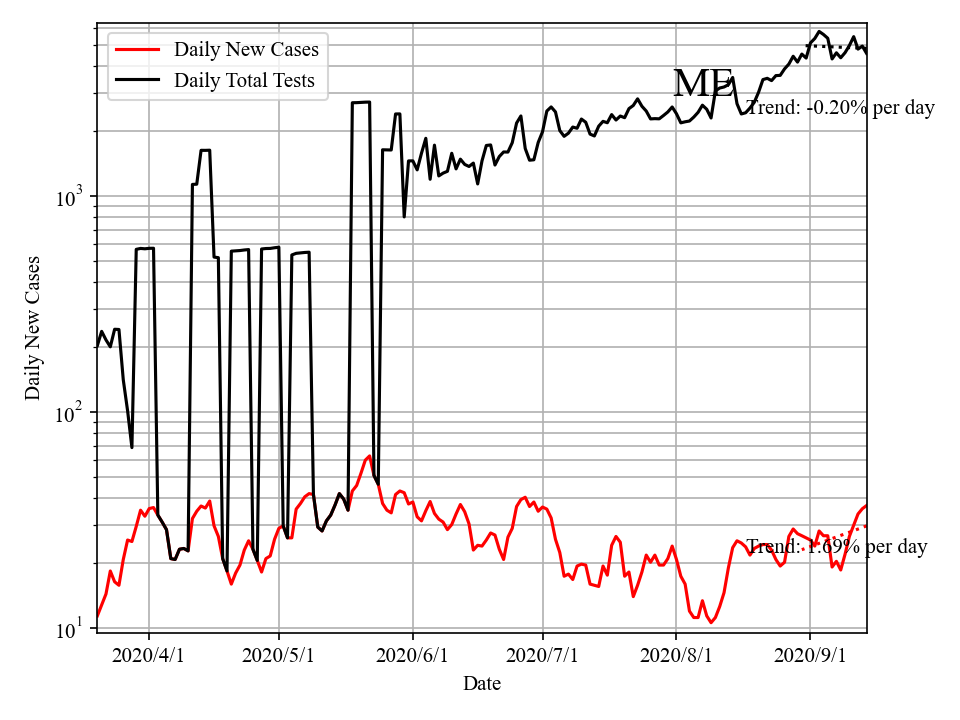 Daily New Cases
Daily Total Tests
ME
Trend: -0.20% per day
Trend: 1.69% per day
10³
10²
10¹
Daily New Cases
2020/4/1 2020/5/1 2020/6/1 2020/7/1 2020/8/1 2020/9/1
Date